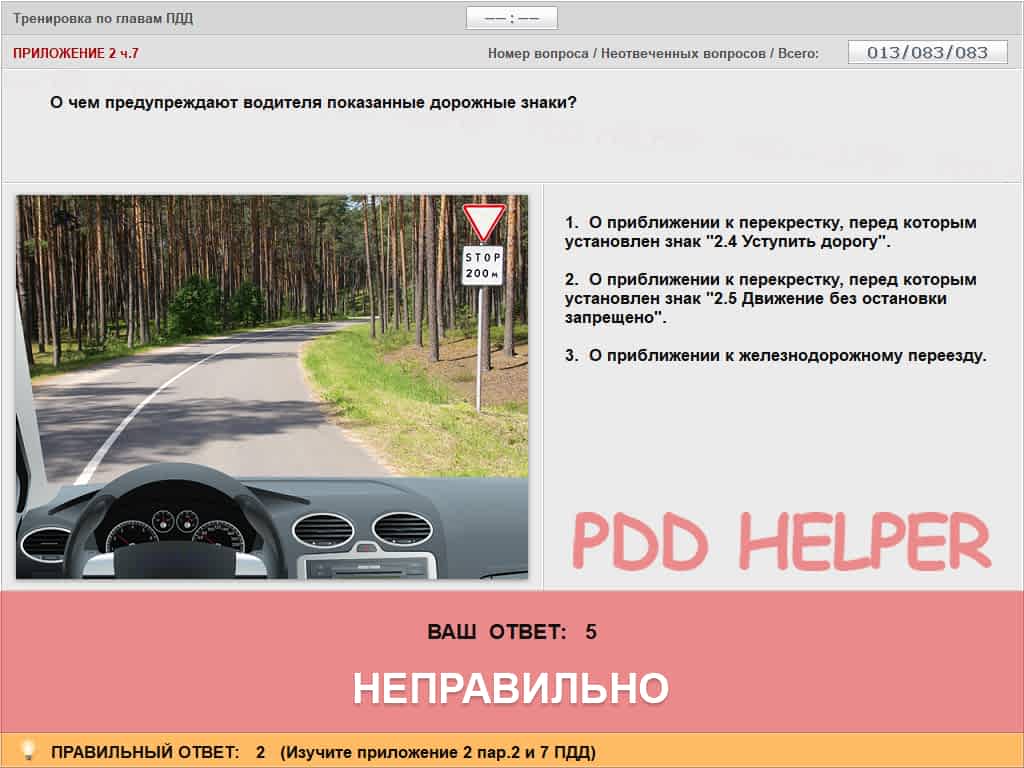 Тренировка по главам ПДД
—— : ——
ПРИЛОЖЕНИЕ 2 ч.7
Номер вопроса / Неотвеченных вопросов / Всего:
013/083/083
О чем предупреждают водителя показанные дорожные знаки?
STOP
200 м
1. О приближении к перекрестку, перед которым
установлен знак "2.4 Уступить дорогу".
2. О приближении к перекрестку, перед которым
установлен знак "2.5 Движение без остановки
запрещено".
3. О приближении к железнодорожному переезду.
PDD HELPER
ВАШ ОТВЕТ: 5
НЕПРАВИЛЬНО
ПРАВИЛЬНЫЙ ОТВЕТ: 2 (Изучите приложение 2 пар.2 и 7 ПДД)